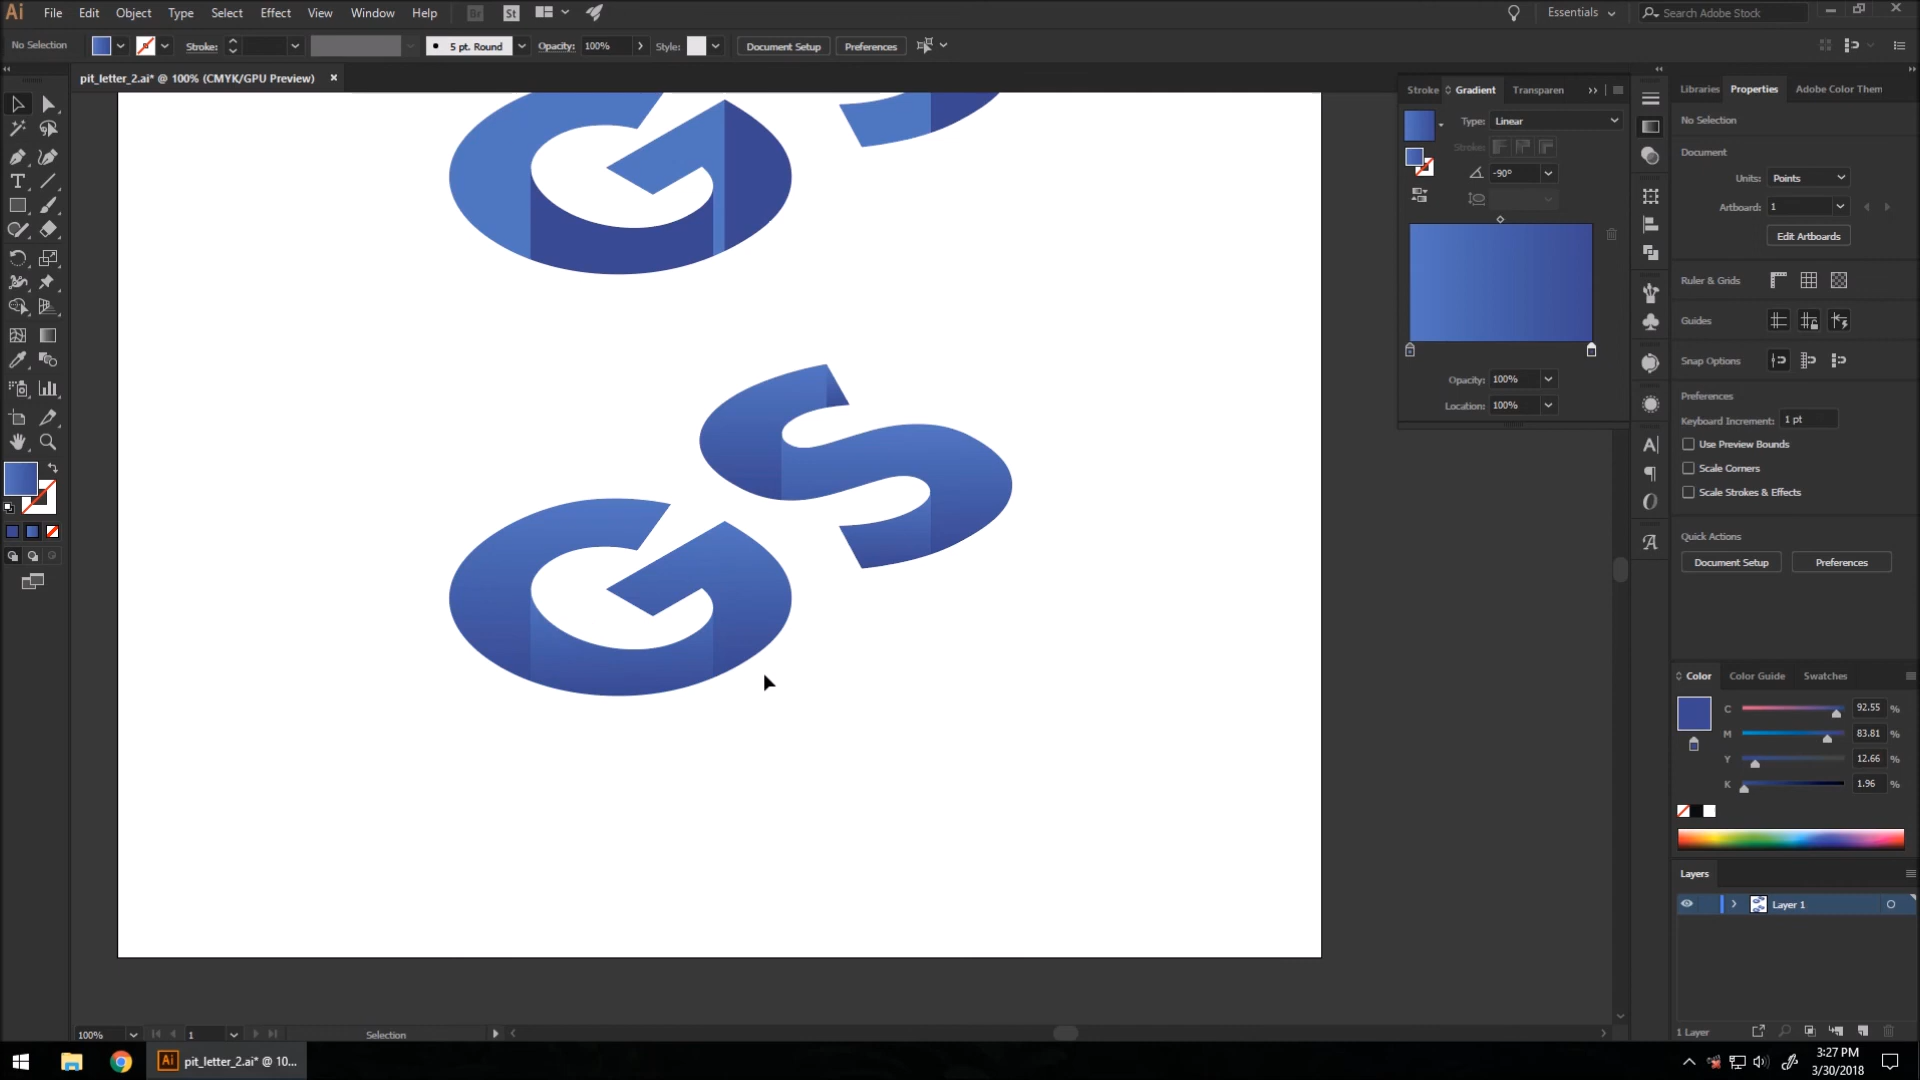 Ai File Edit Object Type Select Effect View Window Help Br St Essentials Search Adobe Stock
No Selection Stroke: 5 pt. Round Opacity: 100% Style: Document Setup Preferences
pit_letter_2.ai* @ 100% (CMYK/GPU Preview)
Stroke Gradient Transparen
Type: Linear
Stroke:
-90°
Opacity: 100%
Location: 100%
Libraries Properties Adobe Color Them
No Selection
Document
Units: Points
Artboard: 1
Edit Artboards
Ruler & Grids
Guides
Snap Options
Preferences
Keyboard Increment: 1 pt
Use Preview Bounds
Scale Corners
Scale Strokes & Effects
Quick Actions
Document Setup Preferences
G S
S
G
Color Color Guide Swatches
C 92.55 %
M 83.81 %
Y 12.66 %
K 1.96 %
Layers
Layer 1
1 Layer
100% 1 Selection
Ai pit_letter_2.ai* @ 10...
3:27 PM
3/30/2018